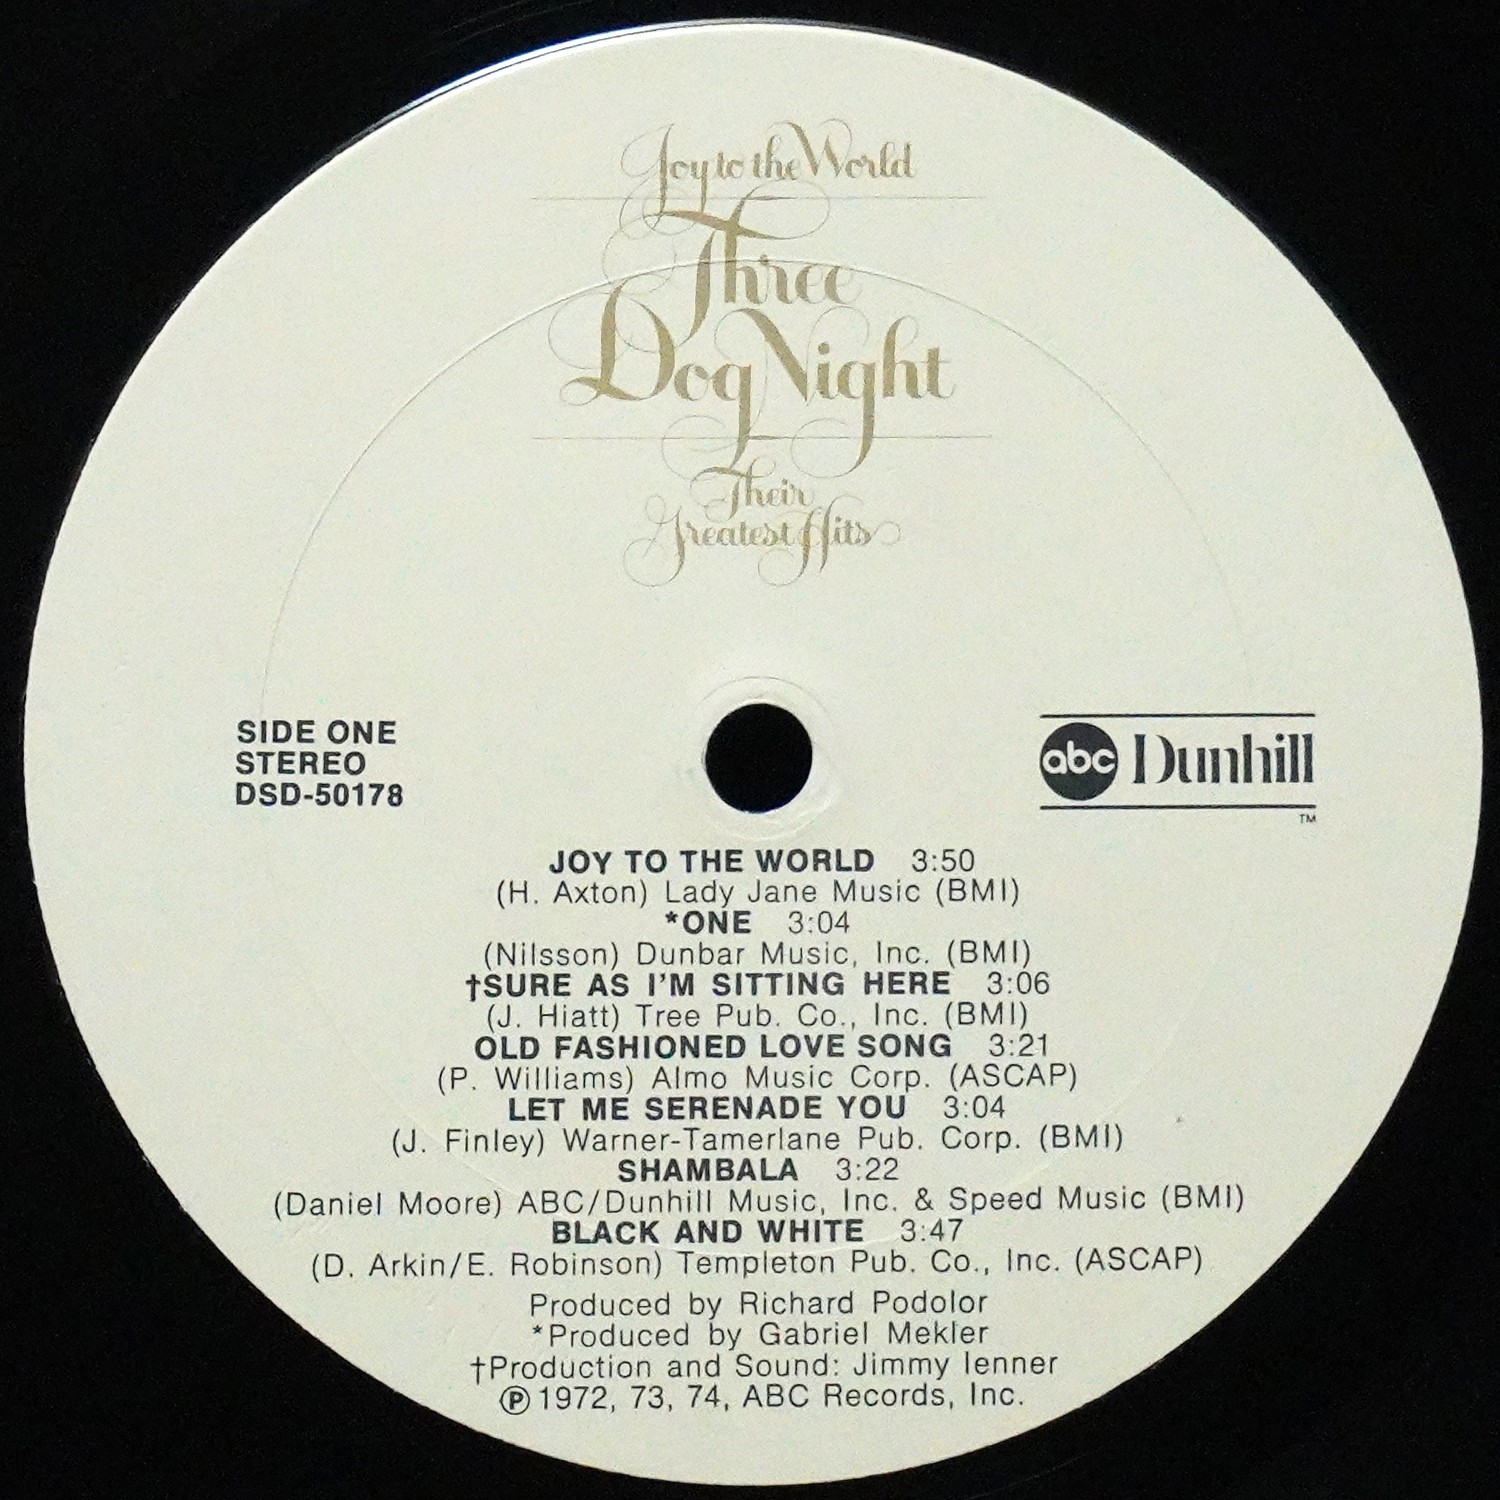 Joy to the World
Three
Dog Night
Their
Greatest Hits
SIDE ONE
STEREO
DSD-50178
abc Dunhill
TM
JOY TO THE WORLD 3:50
(H. Axton) Lady Jane Music (BMI)
*ONE 3:04
(Nilsson) Dunbar Music, Inc. (BMI)
†SURE AS I'M SITTING HERE 3:06
(J. Hiatt) Tree Pub. Co., Inc. (BMI)
OLD FASHIONED LOVE SONG 3:21
(P. Williams) Almo Music Corp. (ASCAP)
LET ME SERENADE YOU 3:04
(J. Finley) Warner-Tamerlane Pub. Corp. (BMI)
SHAMBALA 3:22
(Daniel Moore) ABC/Dunhill Music, Inc. & Speed Music (BMI)
BLACK AND WHITE 3:47
(D. Arkin/E. Robinson) Templeton Pub. Co., Inc. (ASCAP)
Produced by Richard Podolor
*Produced by Gabriel Mekler
†Production and Sound: Jimmy Ienner
℗ 1972, 73, 74, ABC Records, Inc.